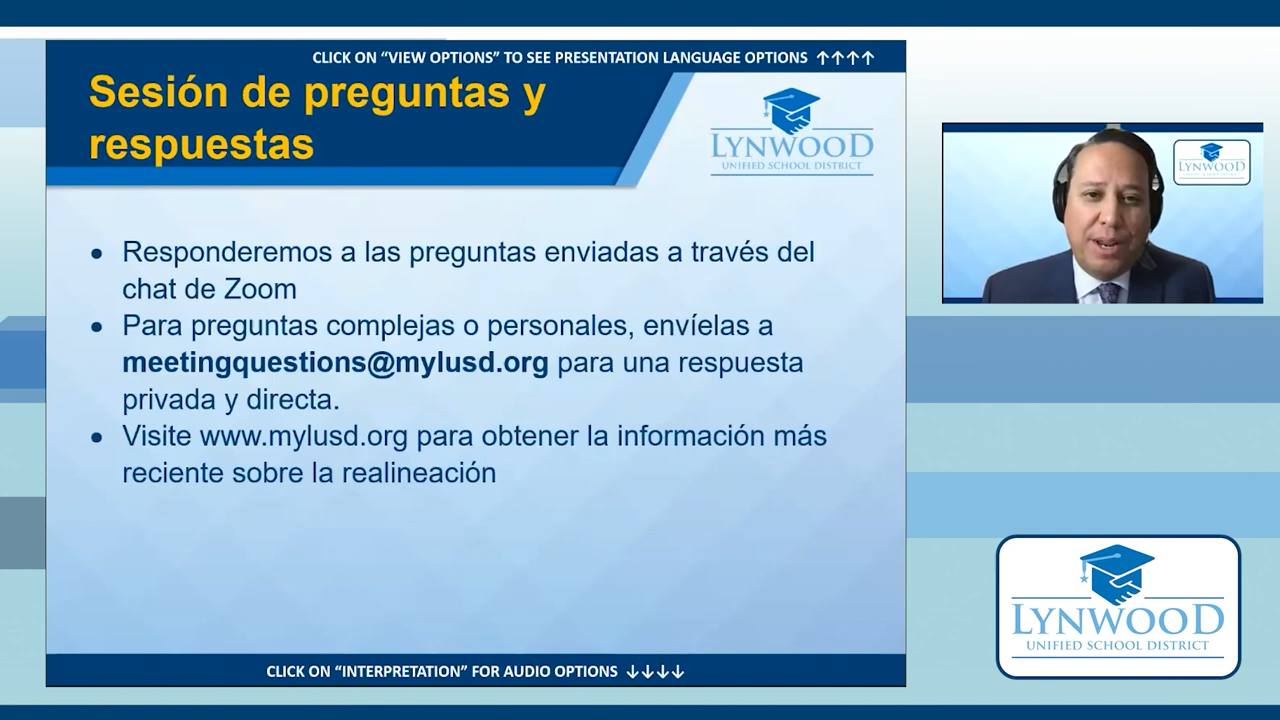 CLICK ON “VIEW OPTIONS” TO SEE PRESENTATION LANGUAGE OPTIONS ↑↑↑↑
Sesión de preguntas y
respuestas
LYNWOOD
UNIFIED SCHOOL DISTRICT
• Responderemos a las preguntas enviadas a través del
chat de Zoom
• Para preguntas complejas o personales, envíelas a
meetingquestions@mylusd.org para una respuesta
privada y directa.
• Visite www.mylusd.org para obtener la información más
reciente sobre la realineación
CLICK ON “INTERPRETATION” FOR AUDIO OPTIONS ↓↓↓↓
LYNWOOD
LYNWOOD
UNIFIED SCHOOL DISTRICT